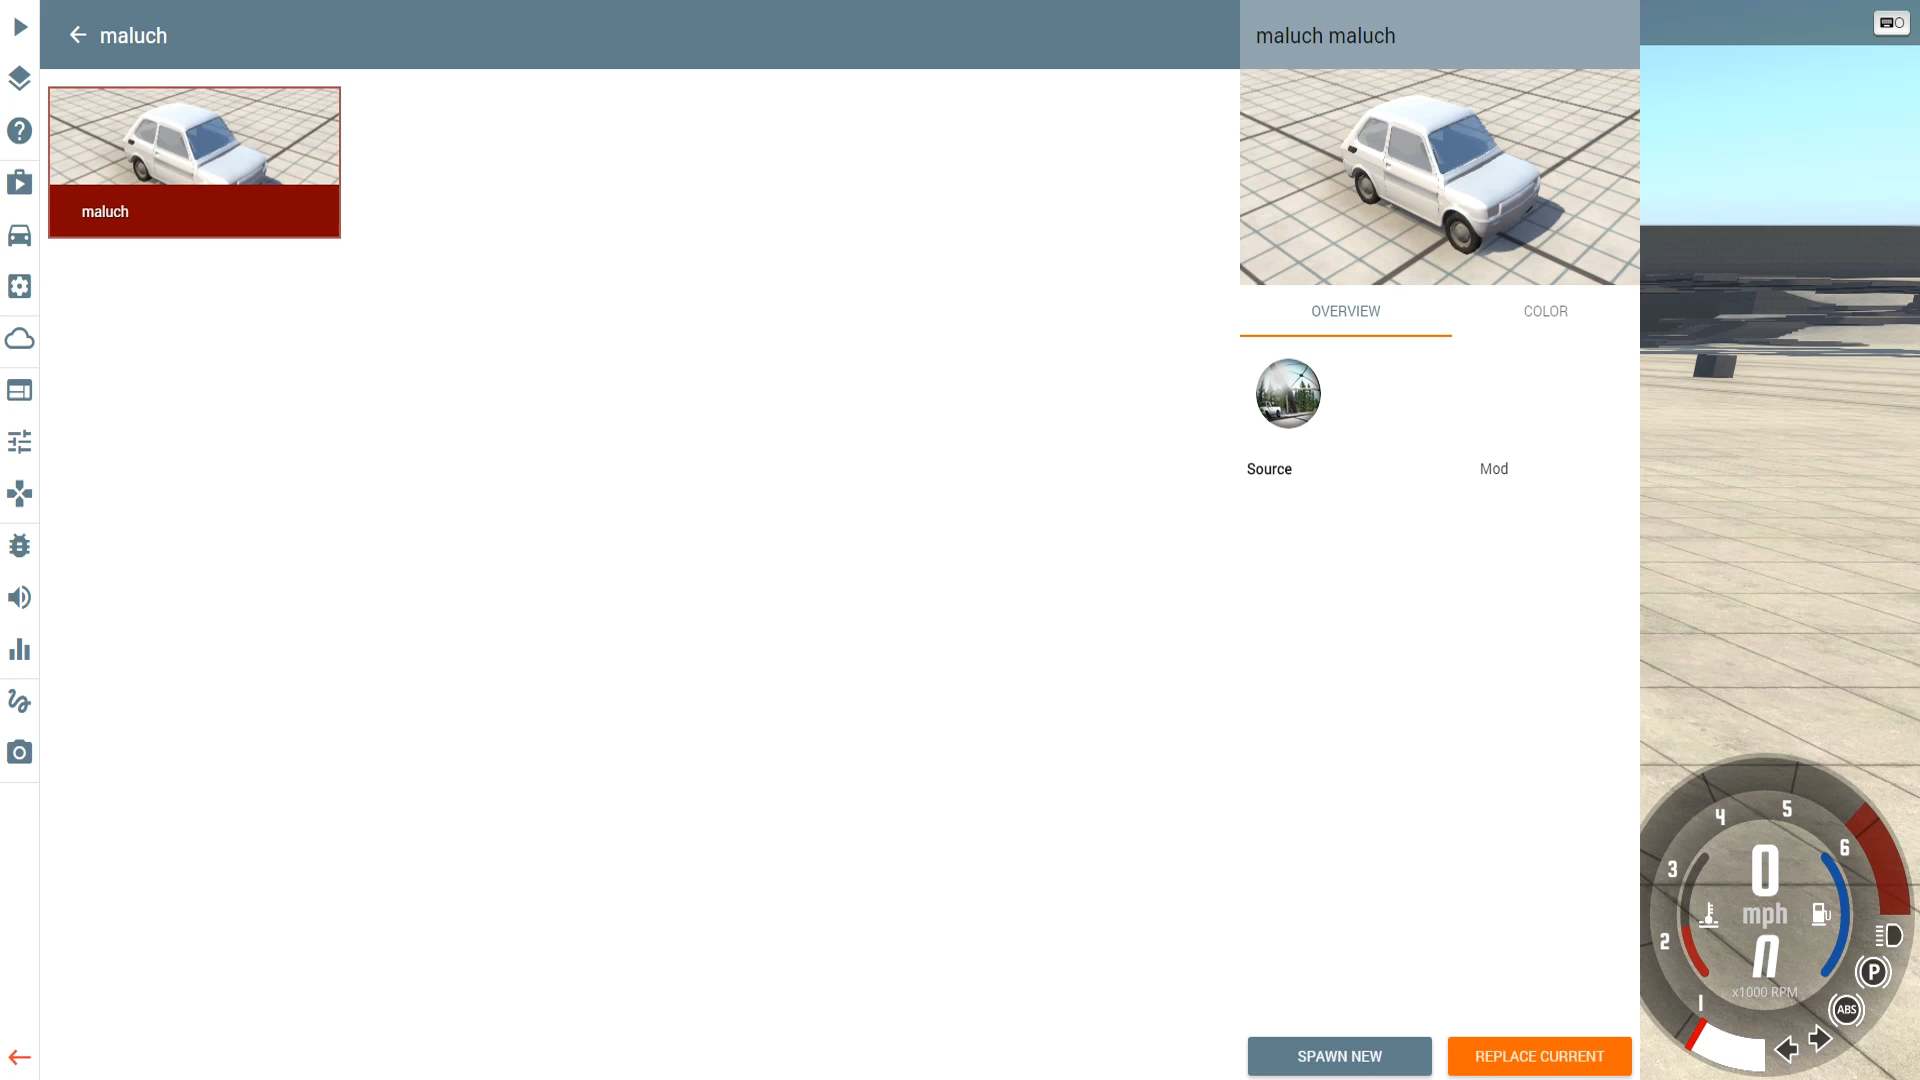 maluch
maluch maluch
maluch
OVERVIEW
COLOR
Source
Mod
SPAWN NEW
REPLACE CURRENT
5
4
6
3
0
mph
2
n
x1000 RPM
1
P
ABS